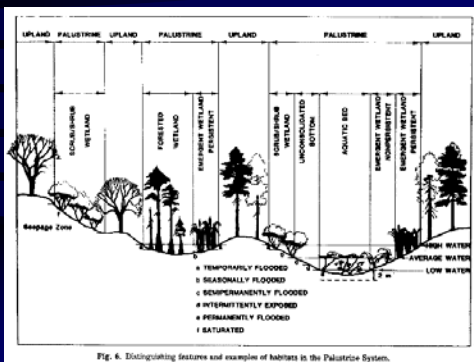 UPLAND PALUSTRINE UPLAND PALUSTRINE UPLAND PALUSTRINE UPLAND
SCRUB/SHRUB
WETLAND
FORESTED
WETLAND
EMERGENT WETLAND
PERSISTENT
SCRUB/SHRUB
WETLAND
UNCONSOLIDATED
BOTTOM
AQUATIC BED
EMERGENT WETLAND
NONPERSISTENT
EMERGENT WETLAND
PERSISTENT
Seepage Zone
HIGH WATER
AVERAGE WATER
LOW WATER
2 m
a TEMPORARILY FLOODED
b SEASONALLY FLOODED
c SEMIPERMANENTLY FLOODED
d INTERMITTENTLY EXPOSED
e PERMANENTLY FLOODED
f SATURATED
Fig. 6. Distinguishing features and examples of habitats in the Palustrine System.